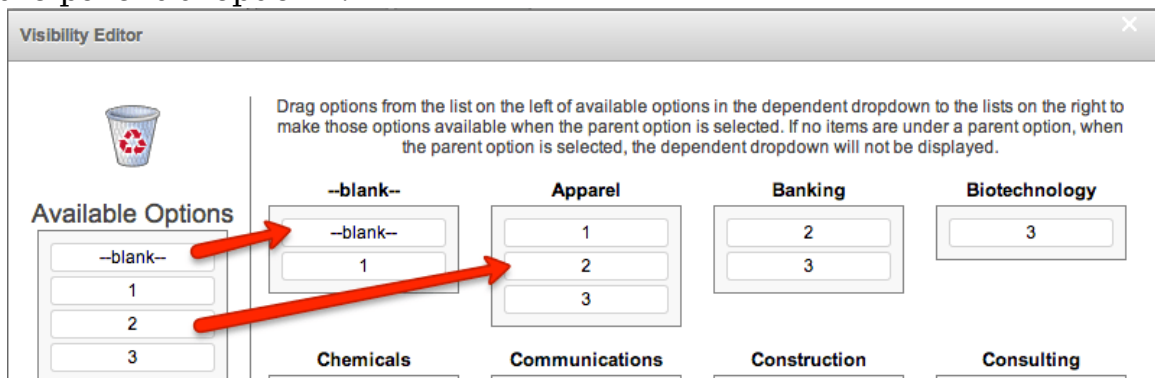 Visibility Editor
Drag options from the list on the left of available options in the dependent dropdown to the lists on the right to
make those options available when the parent option is selected. If no items are under a parent option, when
the parent option is selected, the dependent dropdown will not be displayed.
Available Options
--blank--
1
2
3
--blank--
--blank--
1
Apparel
1
2
3
Banking
2
3
Biotechnology
3
Chemicals
Communications
Construction
Consulting